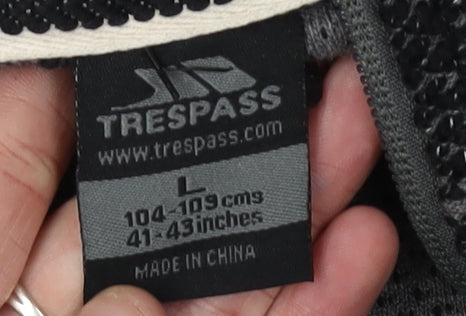 TRESPASS
www.trespass.com
L
104-109cms
41-43inches
MADE IN CHINA